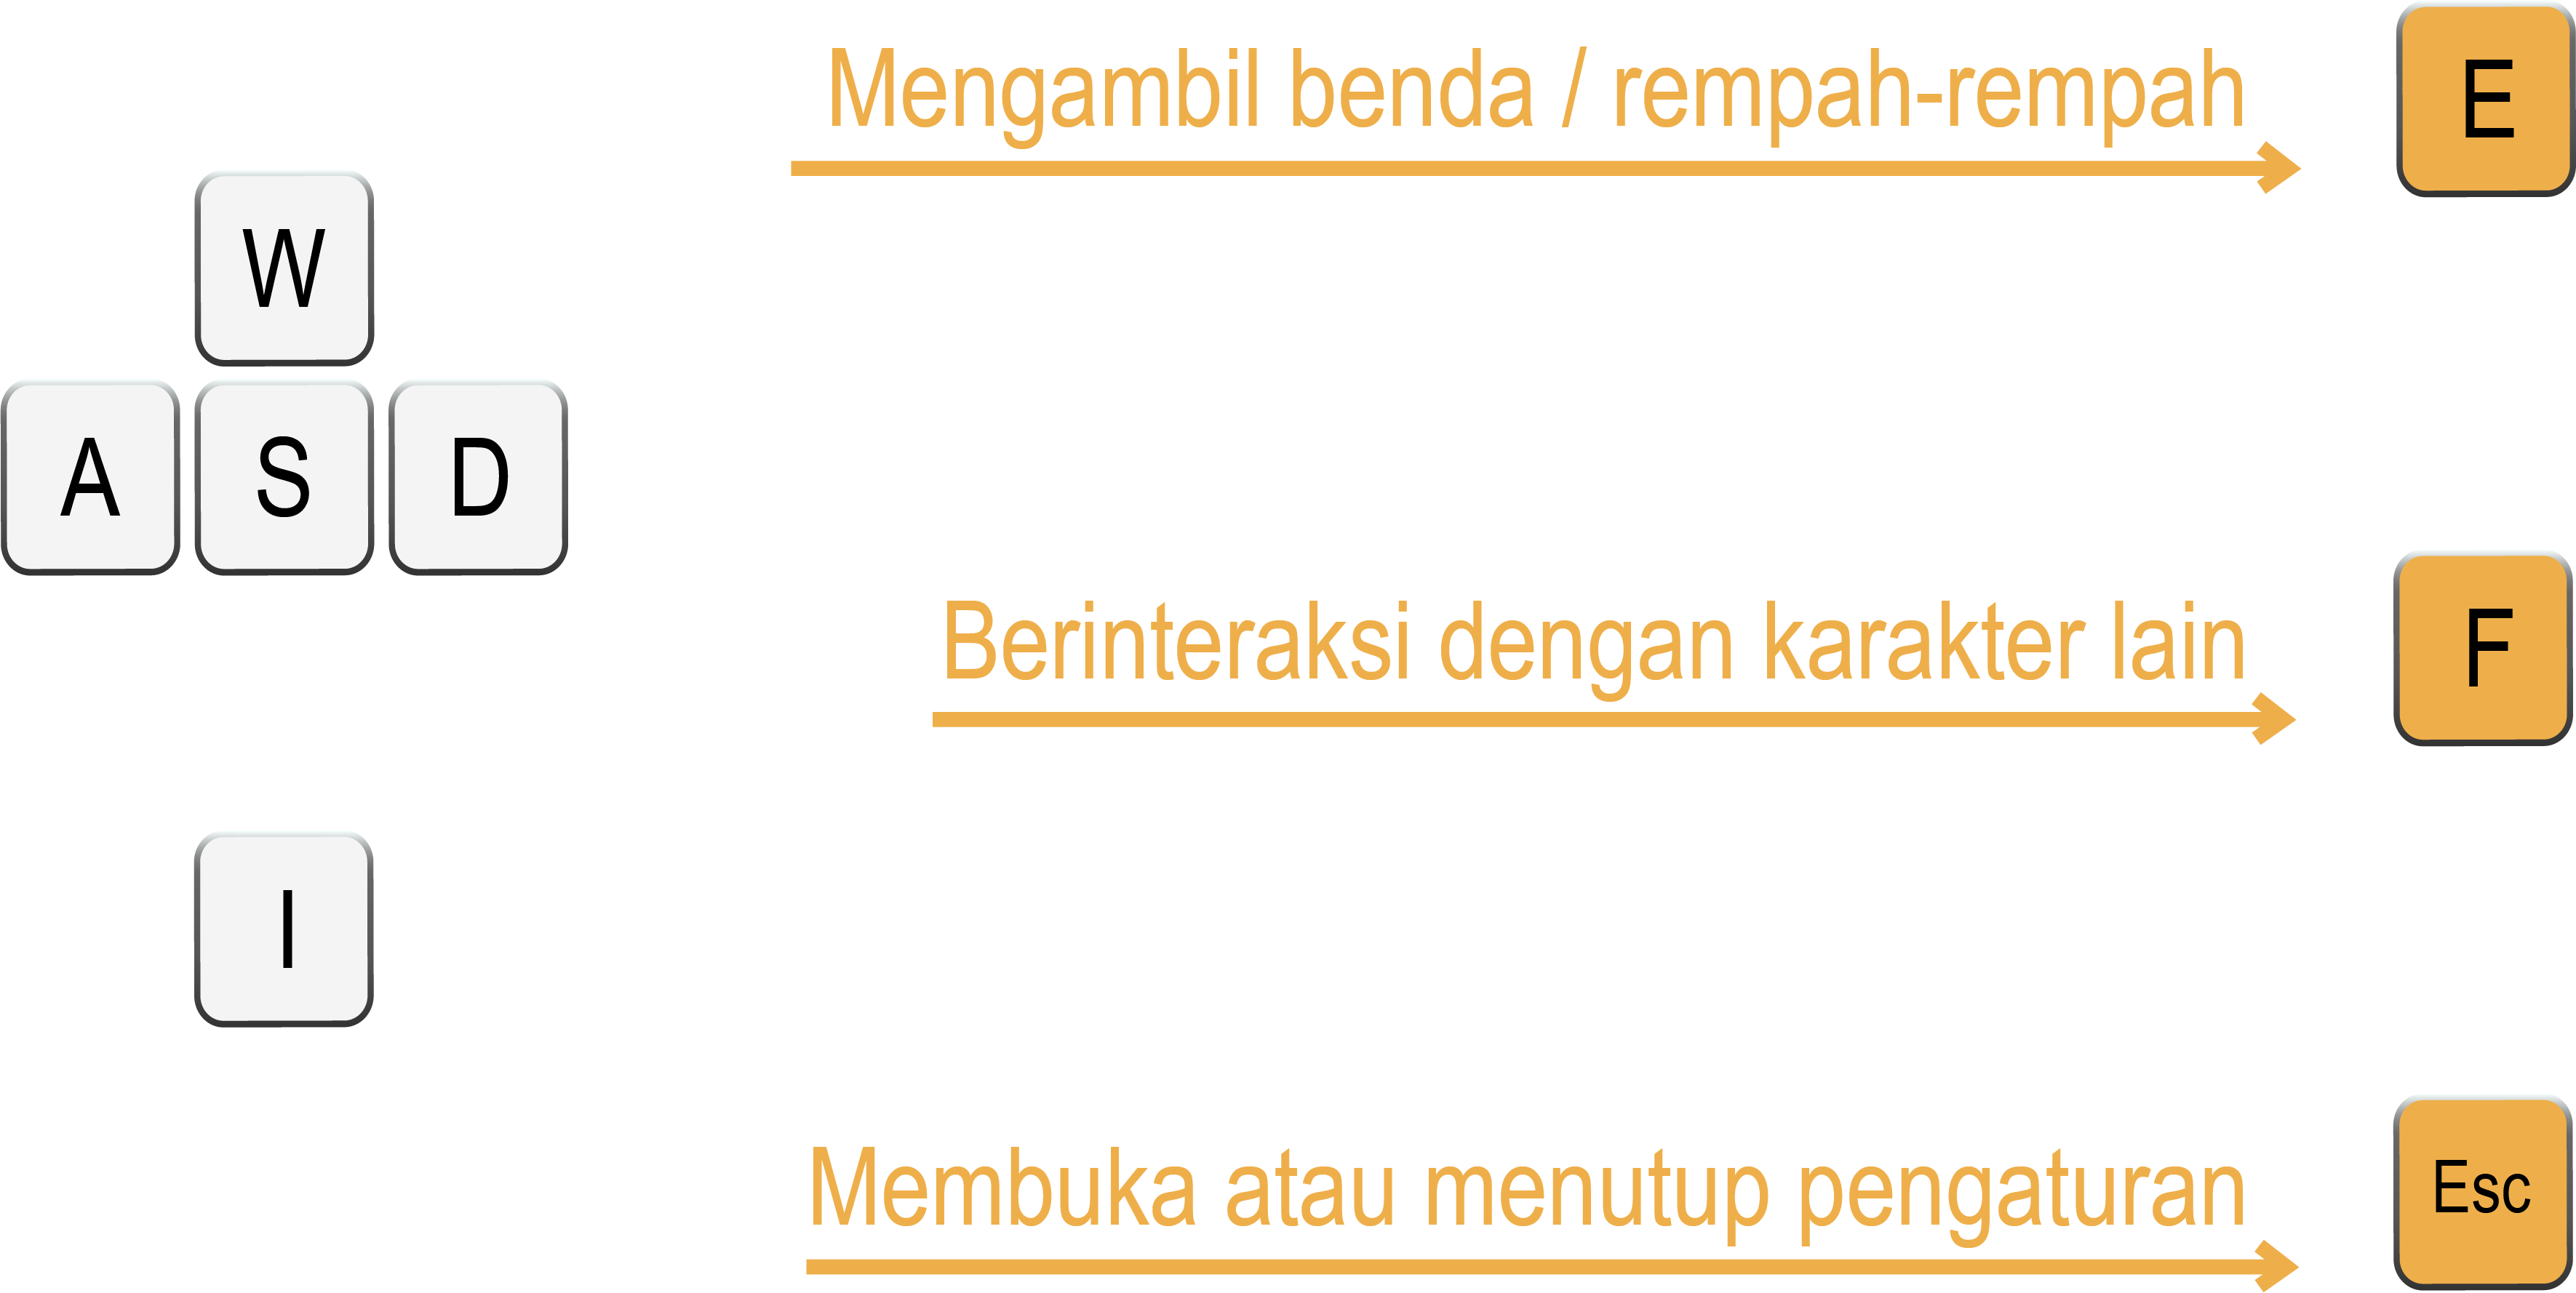 Mengambil benda / rempah-rempah
E
W
A S D
Berinteraksi dengan karakter lain
F
I
Membuka atau menutup pengaturan
Esc